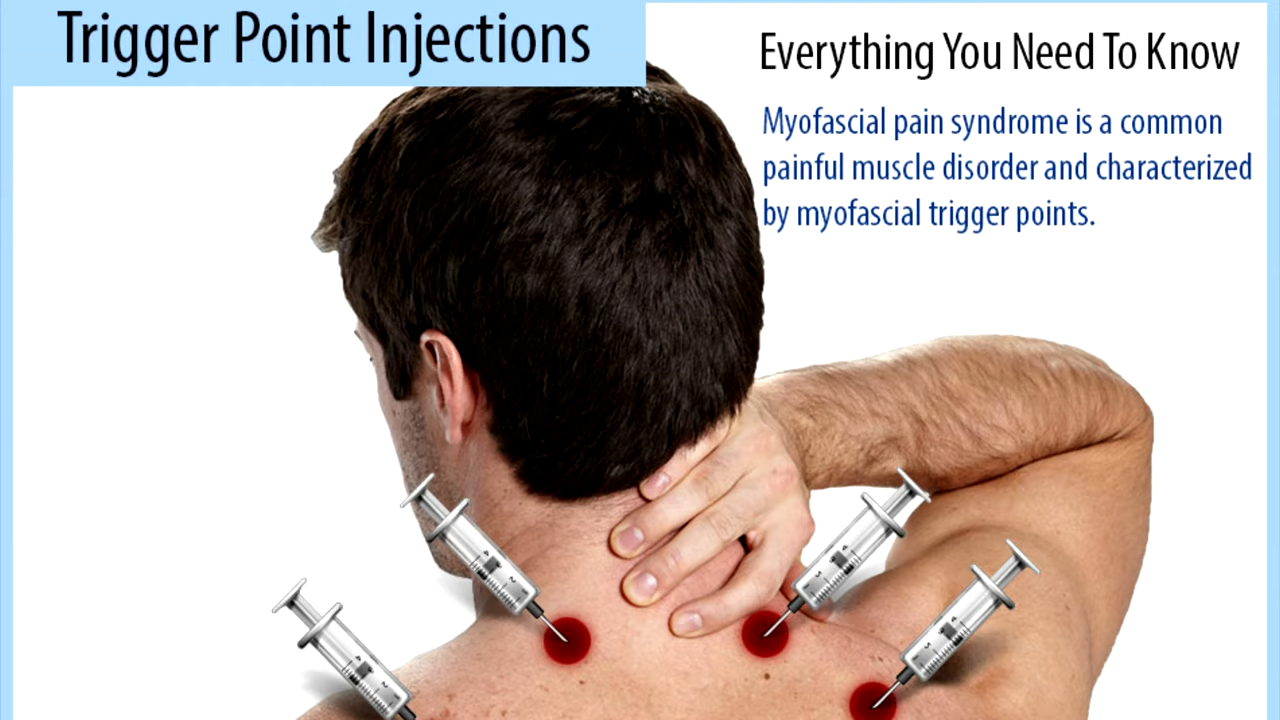 Trigger Point Injections
Everything You Need To Know
Myofascial pain syndrome is a common
painful muscle disorder and characterized
by myofascial trigger points.